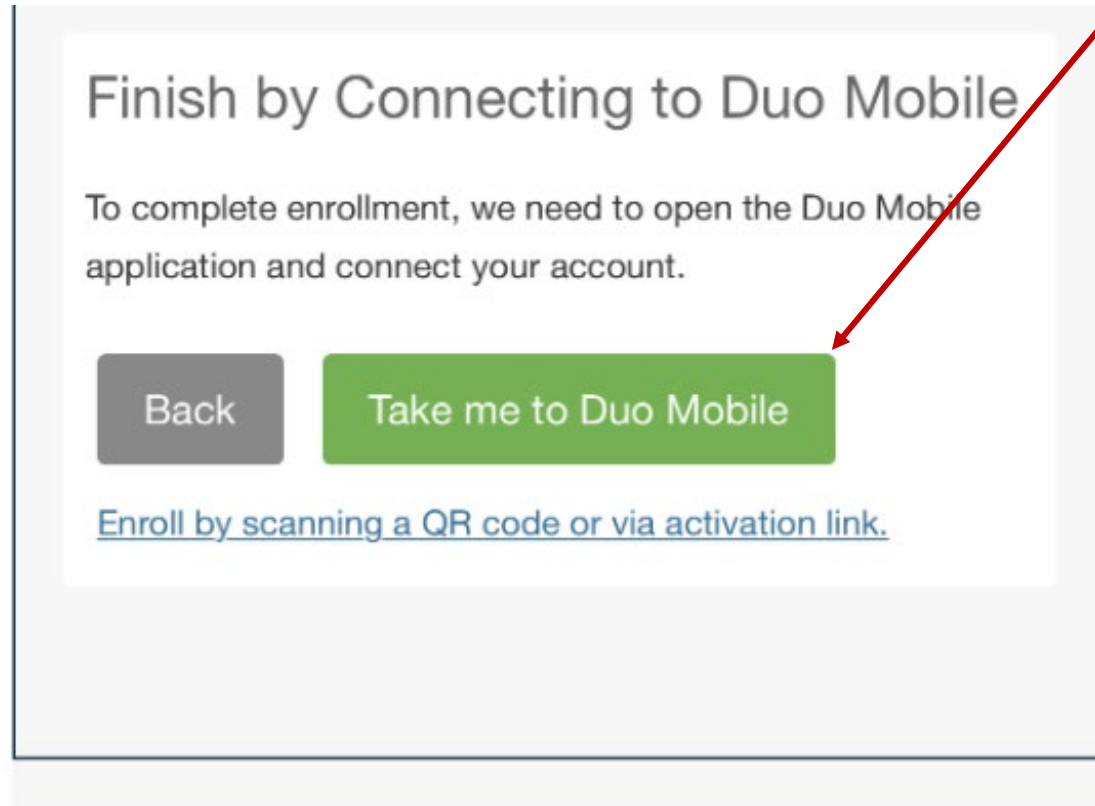 Finish by Connecting to Duo Mobile
To complete enrollment, we need to open the Duo Mobile
application and connect your account.
Back
Take me to Duo Mobile
Enroll by scanning a QR code or via activation link.